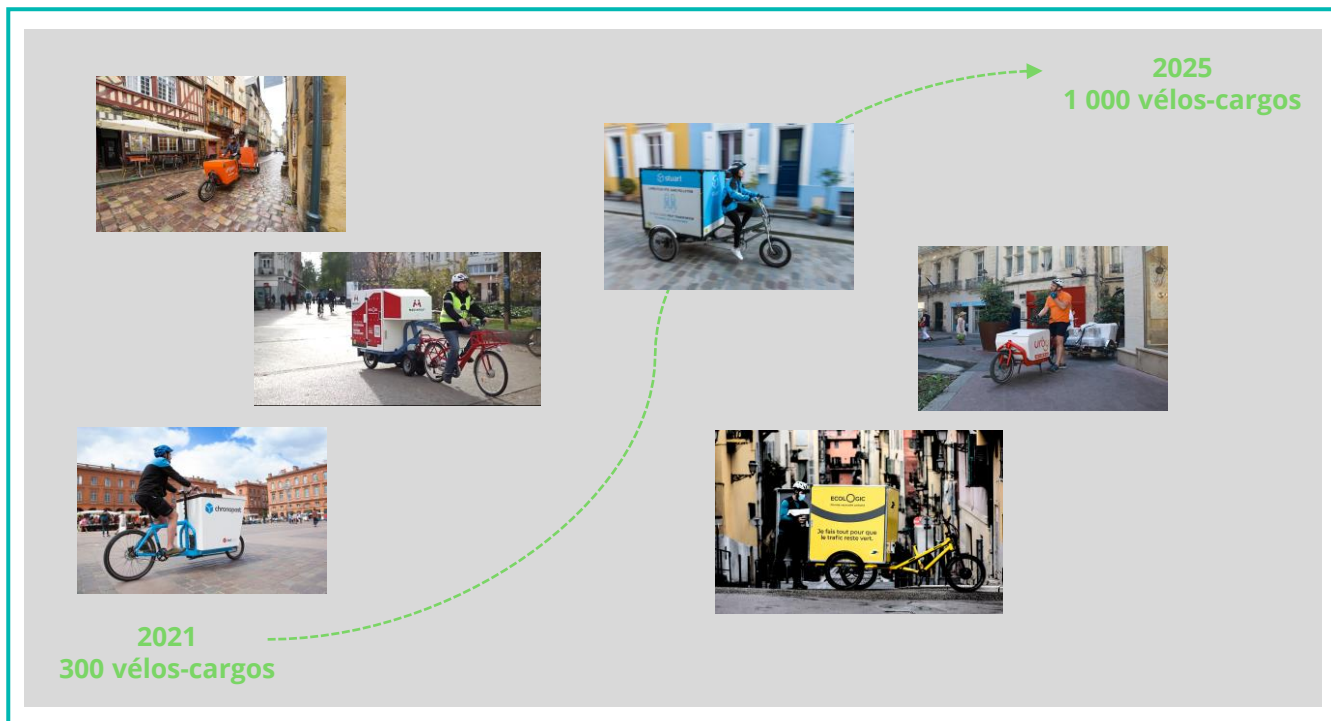 2025
1 000 vélos-cargos
stuart
urby
chronopost
ECOLOGIC
Je fais tout pour que
le trafic reste vert.
2021
300 vélos-cargos